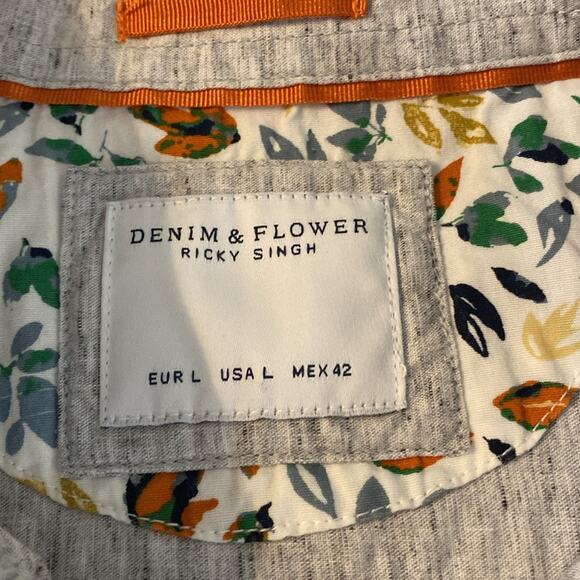 DENIM & FLOWER
RICKY SINGH
EUR L USA L MEX 42